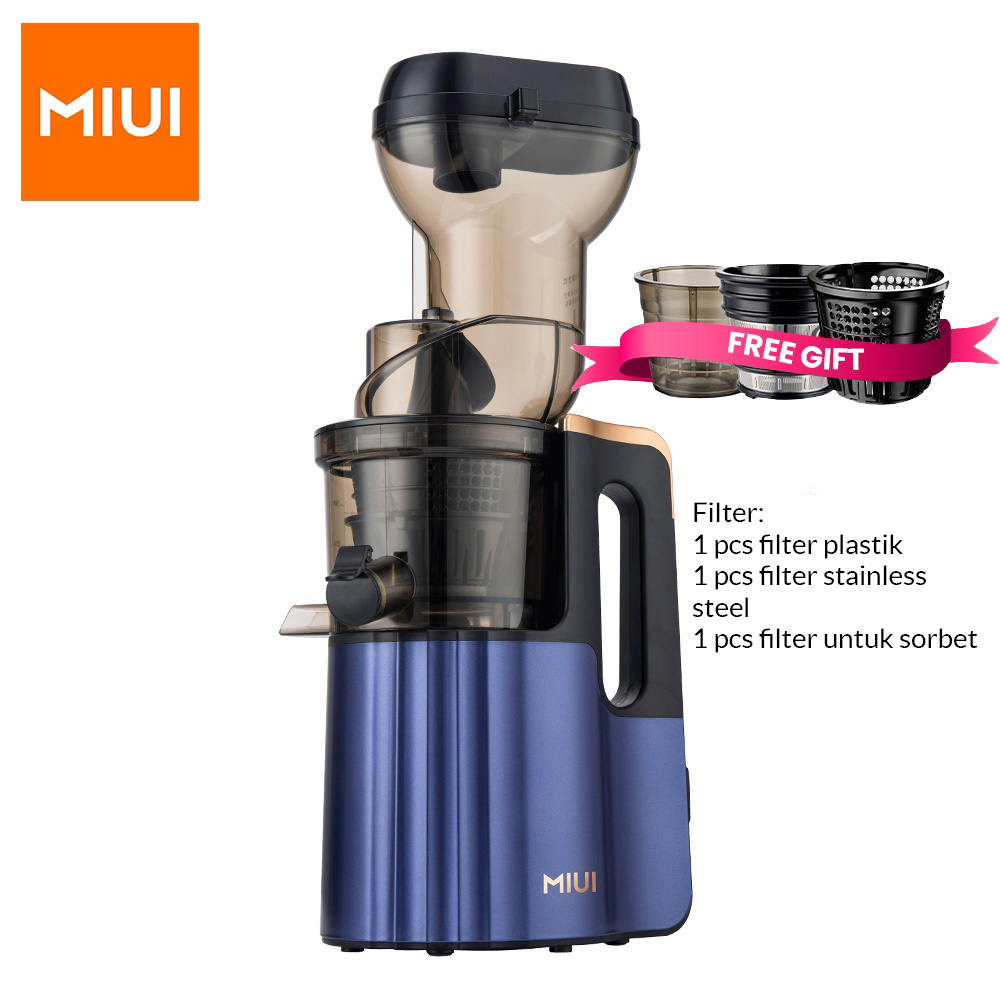 MIUI
FREE GIFT
Filter:
1 pcs filter plastik
1 pcs filter stainless
steel
1 pcs filter untuk sorbet
MIUI